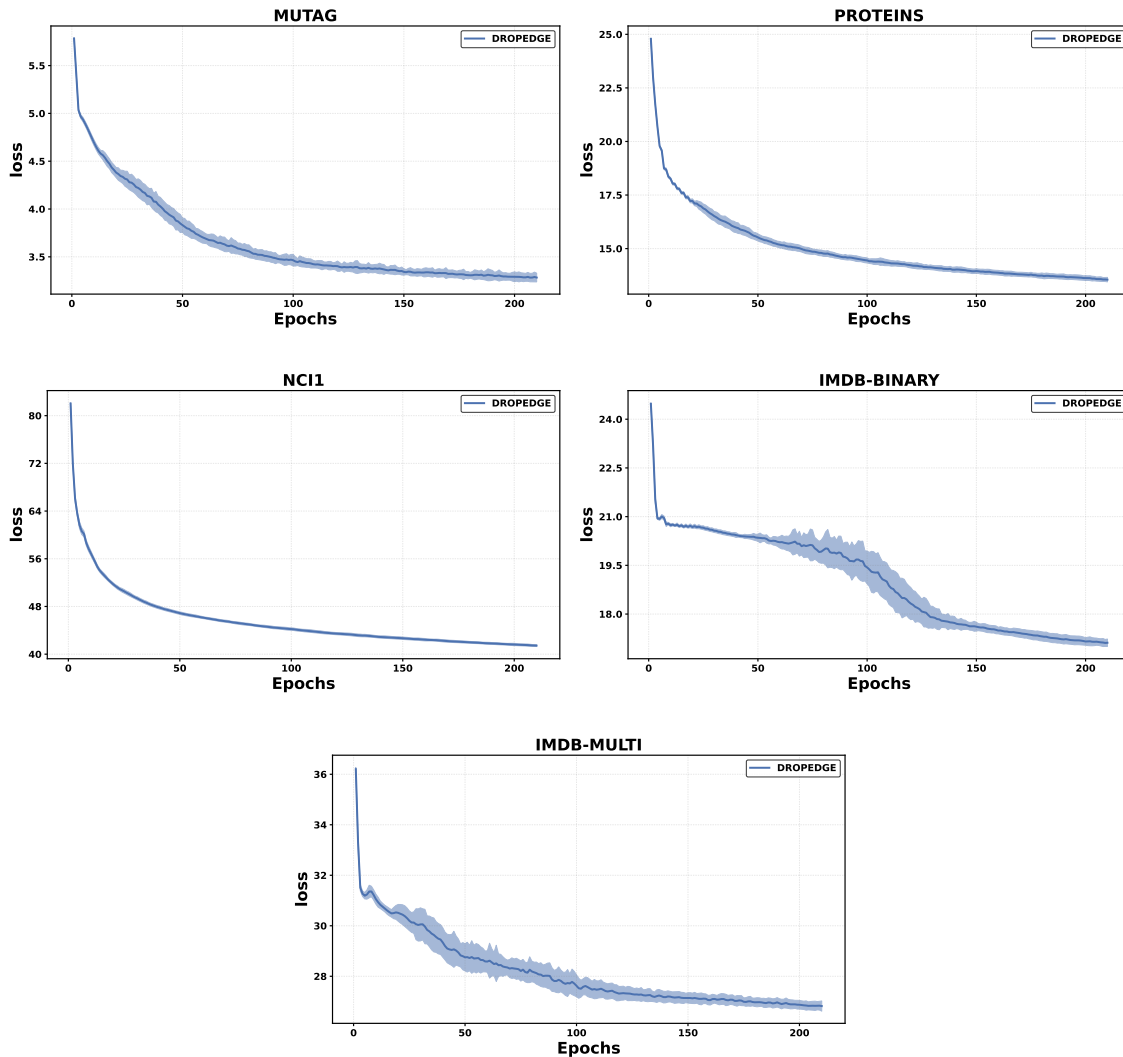 MUTAG
DROPEDGE
loss
5.5
5.0
4.5
4.0
3.5
0 50 100 150 200
Epochs
PROTEINS
DROPEDGE
loss
25.0
22.5
20.0
17.5
15.0
0 50 100 150 200
Epochs
NCI1
DROPEDGE
loss
80
72
64
56
48
40
0 50 100 150 200
Epochs
IMDB-BINARY
DROPEDGE
loss
24.0
22.5
21.0
19.5
18.0
0 50 100 150 200
Epochs
IMDB-MULTI
DROPEDGE
loss
36
34
32
30
28
0 50 100 150 200
Epochs